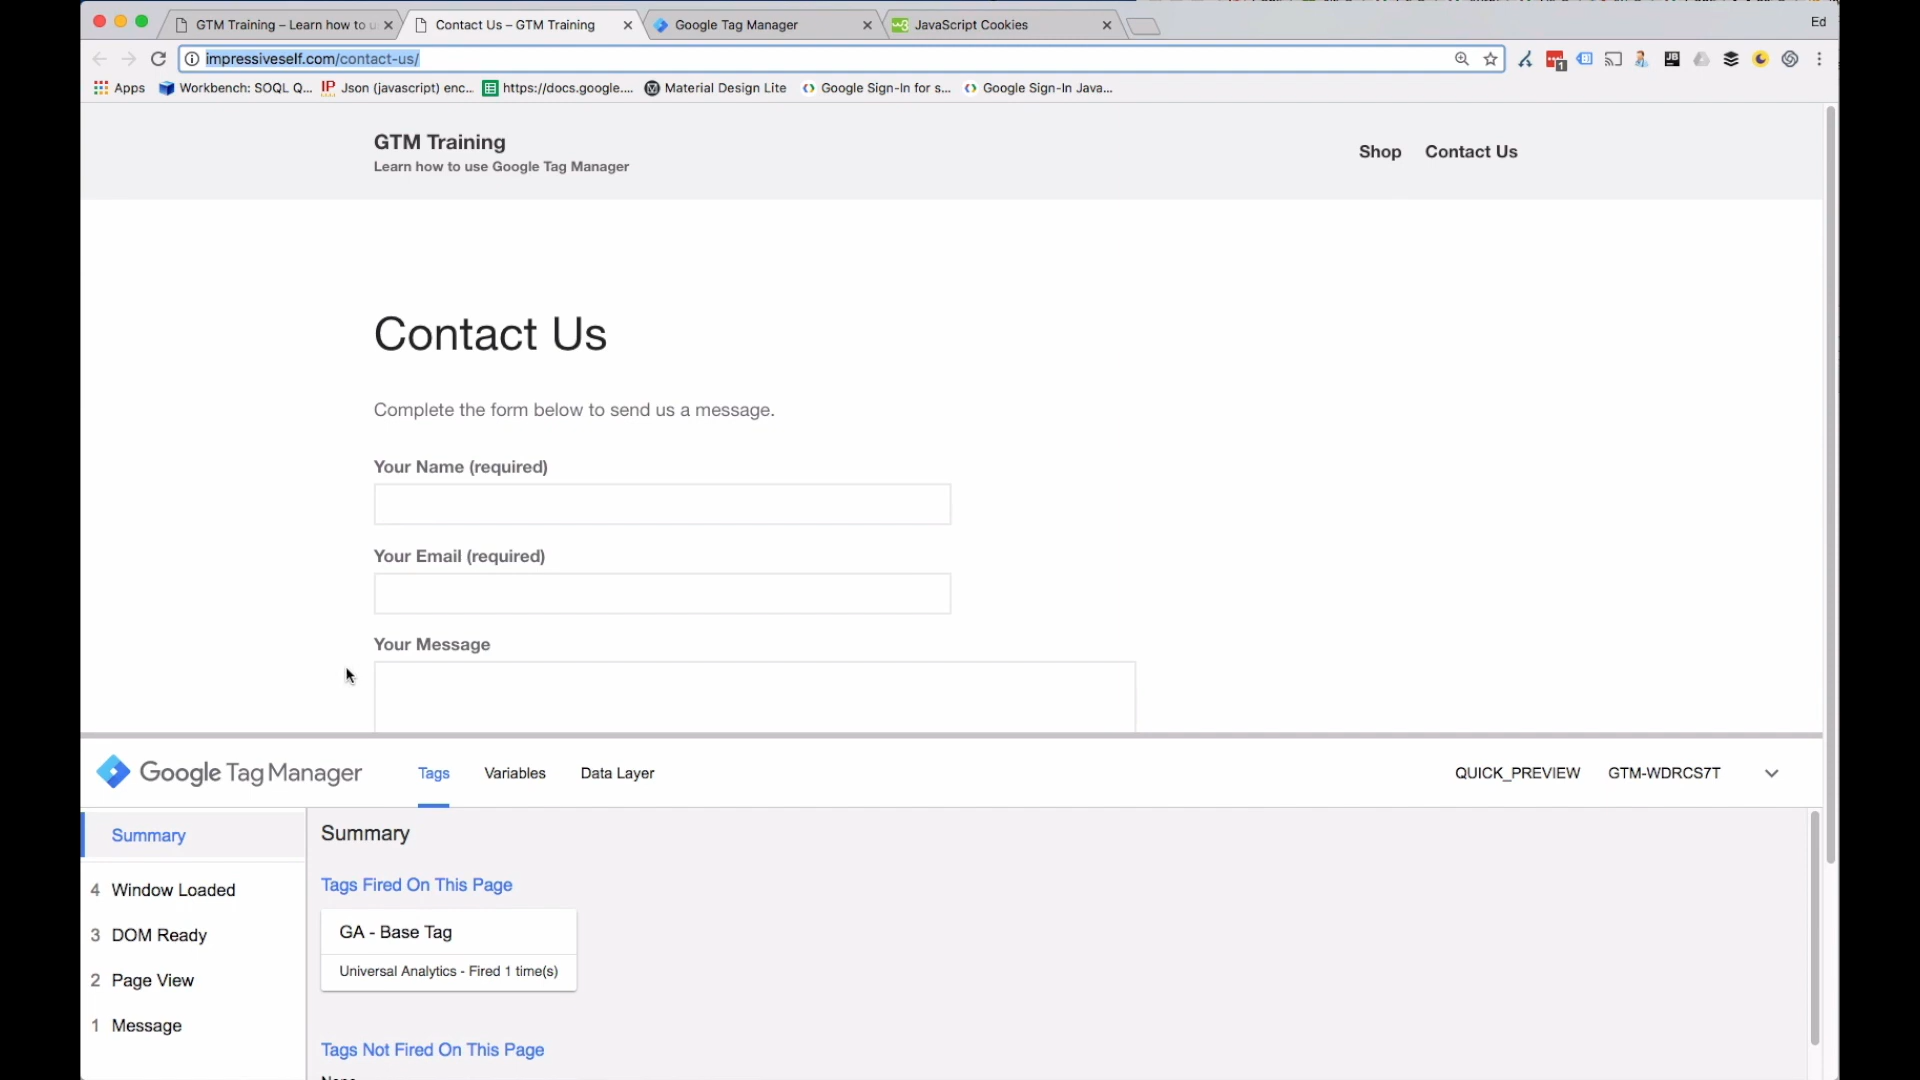 GTM Training – Learn how to u
Contact Us – GTM Training
Google Tag Manager
JavaScript Cookies
Ed
impressiveself.com/contact-us/
Apps
Workbench: SOQL Q...
IP Json (javascript) enc...
https://docs.google....
Material Design Lite
Google Sign-In for s...
Google Sign-In Java...
GTM Training
Learn how to use Google Tag Manager
Shop
Contact Us
Contact Us
Complete the form below to send us a message.
Your Name (required)
Your Email (required)
Your Message
Google Tag Manager
Tags
Variables
Data Layer
QUICK_PREVIEW
GTM-WDRCS7T
Summary
4 Window Loaded
3 DOM Ready
2 Page View
1 Message
Summary
Tags Fired On This Page
GA - Base Tag
Universal Analytics - Fired 1 time(s)
Tags Not Fired On This Page